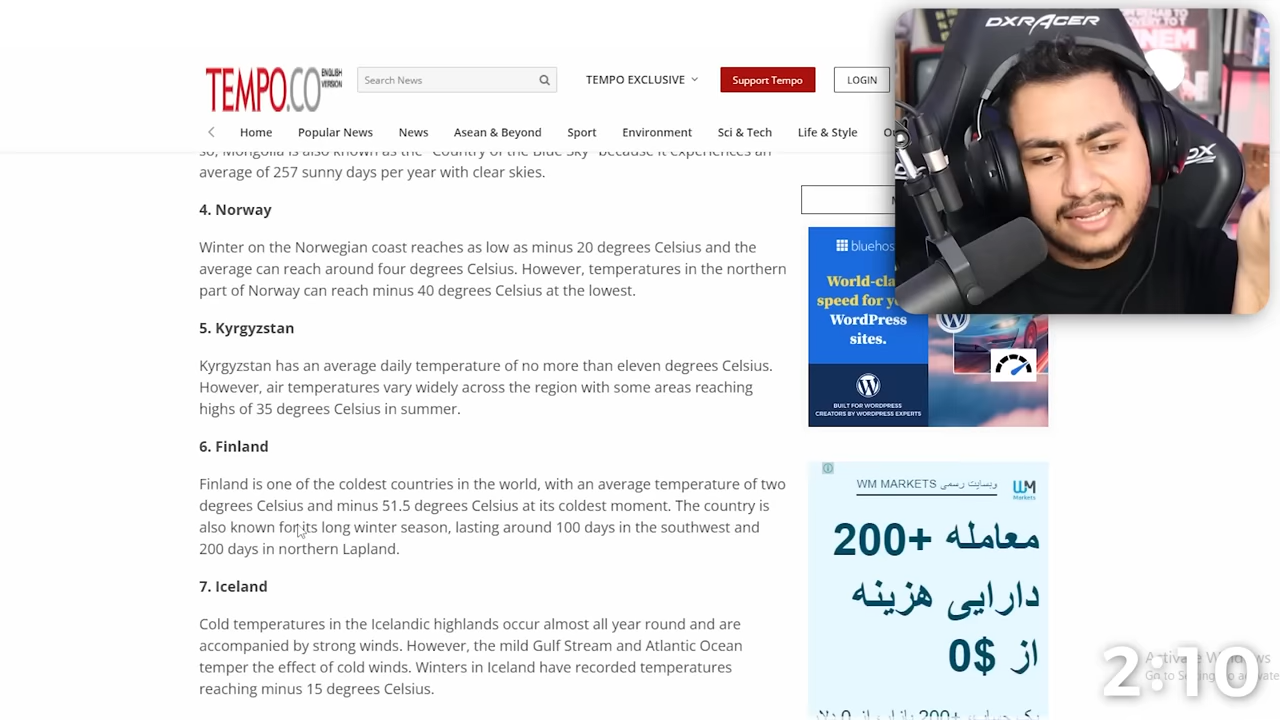 DXRACER
TEMPO.CO
ENGLISH
VERSION
Search News
TEMPO EXCLUSIVE
Support Tempo
LOGIN
Home
Popular News
News
Asean & Beyond
Sport
Environment
Sci & Tech
Life & Style
so, Mongolia is also known as the "Country of the Blue Sky" because it experiences an
average of 257 sunny days per year with clear skies.
4. Norway
Winter on the Norwegian coast reaches as low as minus 20 degrees Celsius and the
average can reach around four degrees Celsius. However, temperatures in the northern
part of Norway can reach minus 40 degrees Celsius at the lowest.
5. Kyrgyzstan
Kyrgyzstan has an average daily temperature of no more than eleven degrees Celsius.
However, air temperatures vary widely across the region with some areas reaching
highs of 35 degrees Celsius in summer.
6. Finland
Finland is one of the coldest countries in the world, with an average temperature of two
degrees Celsius and minus 51.5 degrees Celsius at its coldest moment. The country is
also known for its long winter season, lasting around 100 days in the southwest and
200 days in northern Lapland.
7. Iceland
Cold temperatures in the Icelandic highlands occur almost all year round and are
accompanied by strong winds. However, the mild Gulf Stream and Atlantic Ocean
temper the effect of cold winds. Winters in Iceland have recorded temperatures
reaching minus 15 degrees Celsius.
bluehos
World-cla
speed for y
WordPress
sites.
BUILT FOR WORDPRESS
CREATORS BY WORDPRESS EXPERTS
وبسایت رسمی WM MARKETS
WM
Markets
معامله +200
دارایی هزینه
از $0
2:10